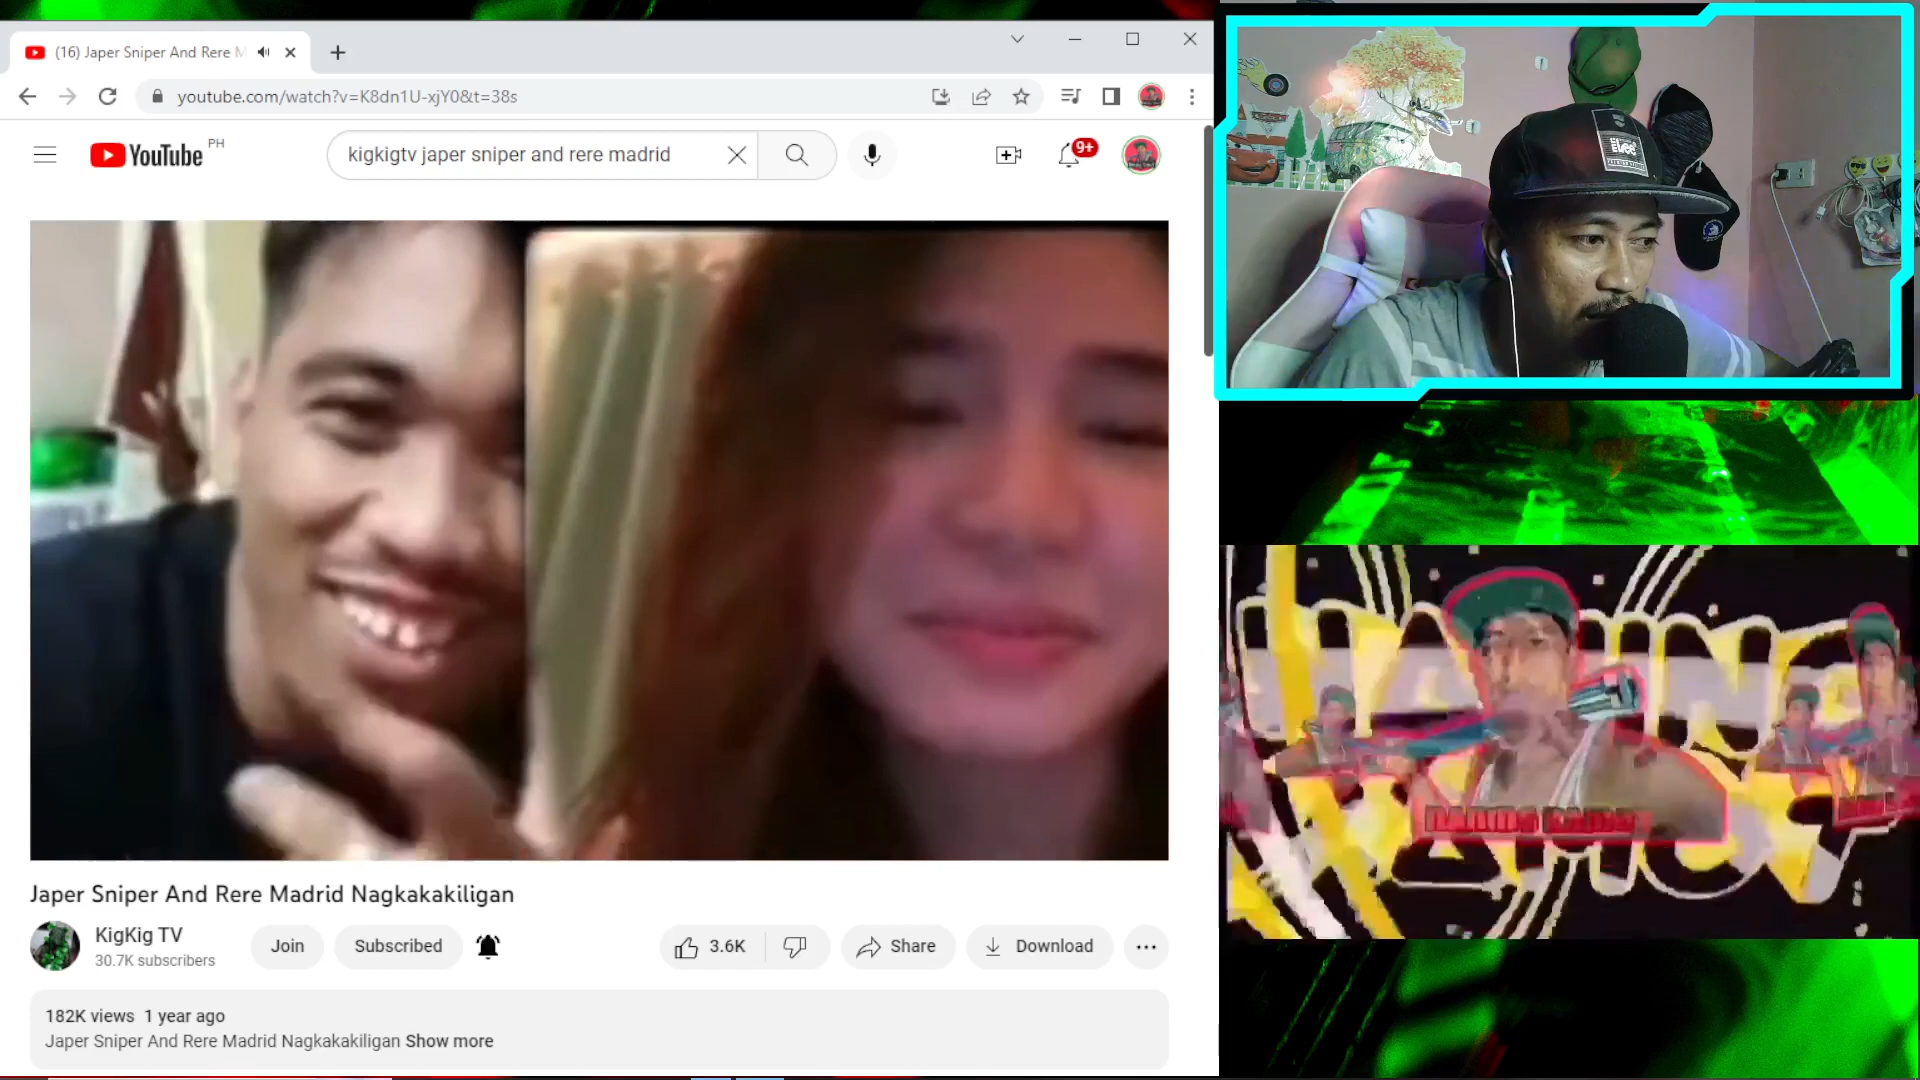 (16) Japer Sniper And Rere M
youtube.com/watch?v=K8dn1U-xjY0&t=38s
YouTube PH
kigkigtv japer sniper and rere madrid
9+
Japer Sniper And Rere Madrid Nagkakakiligan
KigKig TV
30.7K subscribers
Join
Subscribed
3.6K
Share
Download
182K views 1 year ago
Japer Sniper And Rere Madrid Nagkakakiligan Show more